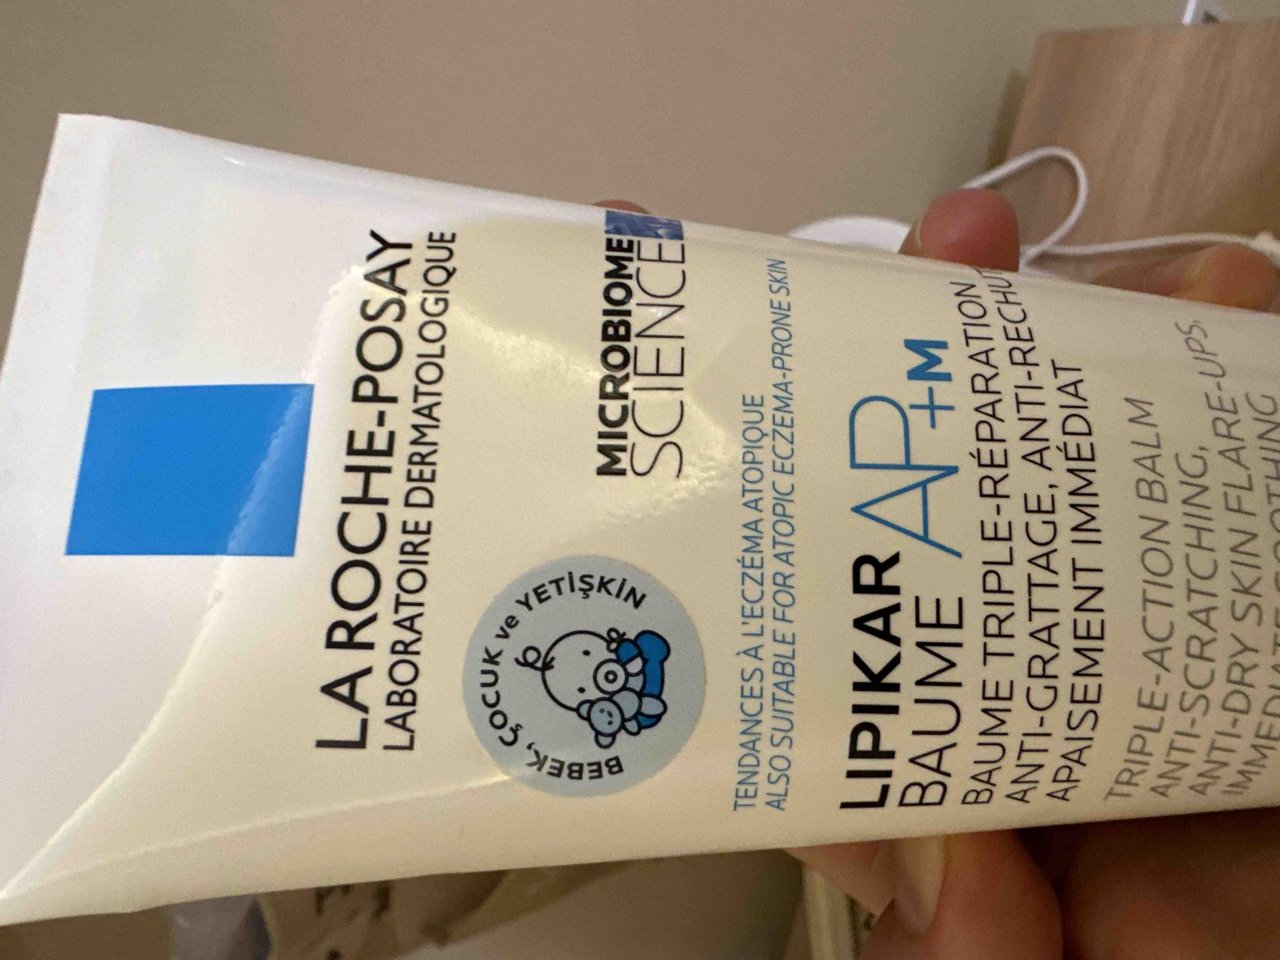 LA ROCHE-POSAY
LABORATOIRE DERMATOLOGIQUE
BEBEK, ÇOCUK ve YETİŞKİN
MICROBIOME
SCIENCE
TENDANCES À L'ECZÉMA ATOPIQUE
ALSO SUITABLE FOR ATOPIC ECZEMA-PRONE SKIN
LIPIKAR
BAUME AP+M
BAUME TRIPLE-RÉPARATION
ANTI-GRATTAGE, ANTI-RECHUT
APAISEMENT IMMÉDIAT
TRIPLE-ACTION BALM
ANTI-SCRATCHING,
ANTI-DRY SKIN FLARE-UPS,
IMMEDIATE SOOTHING